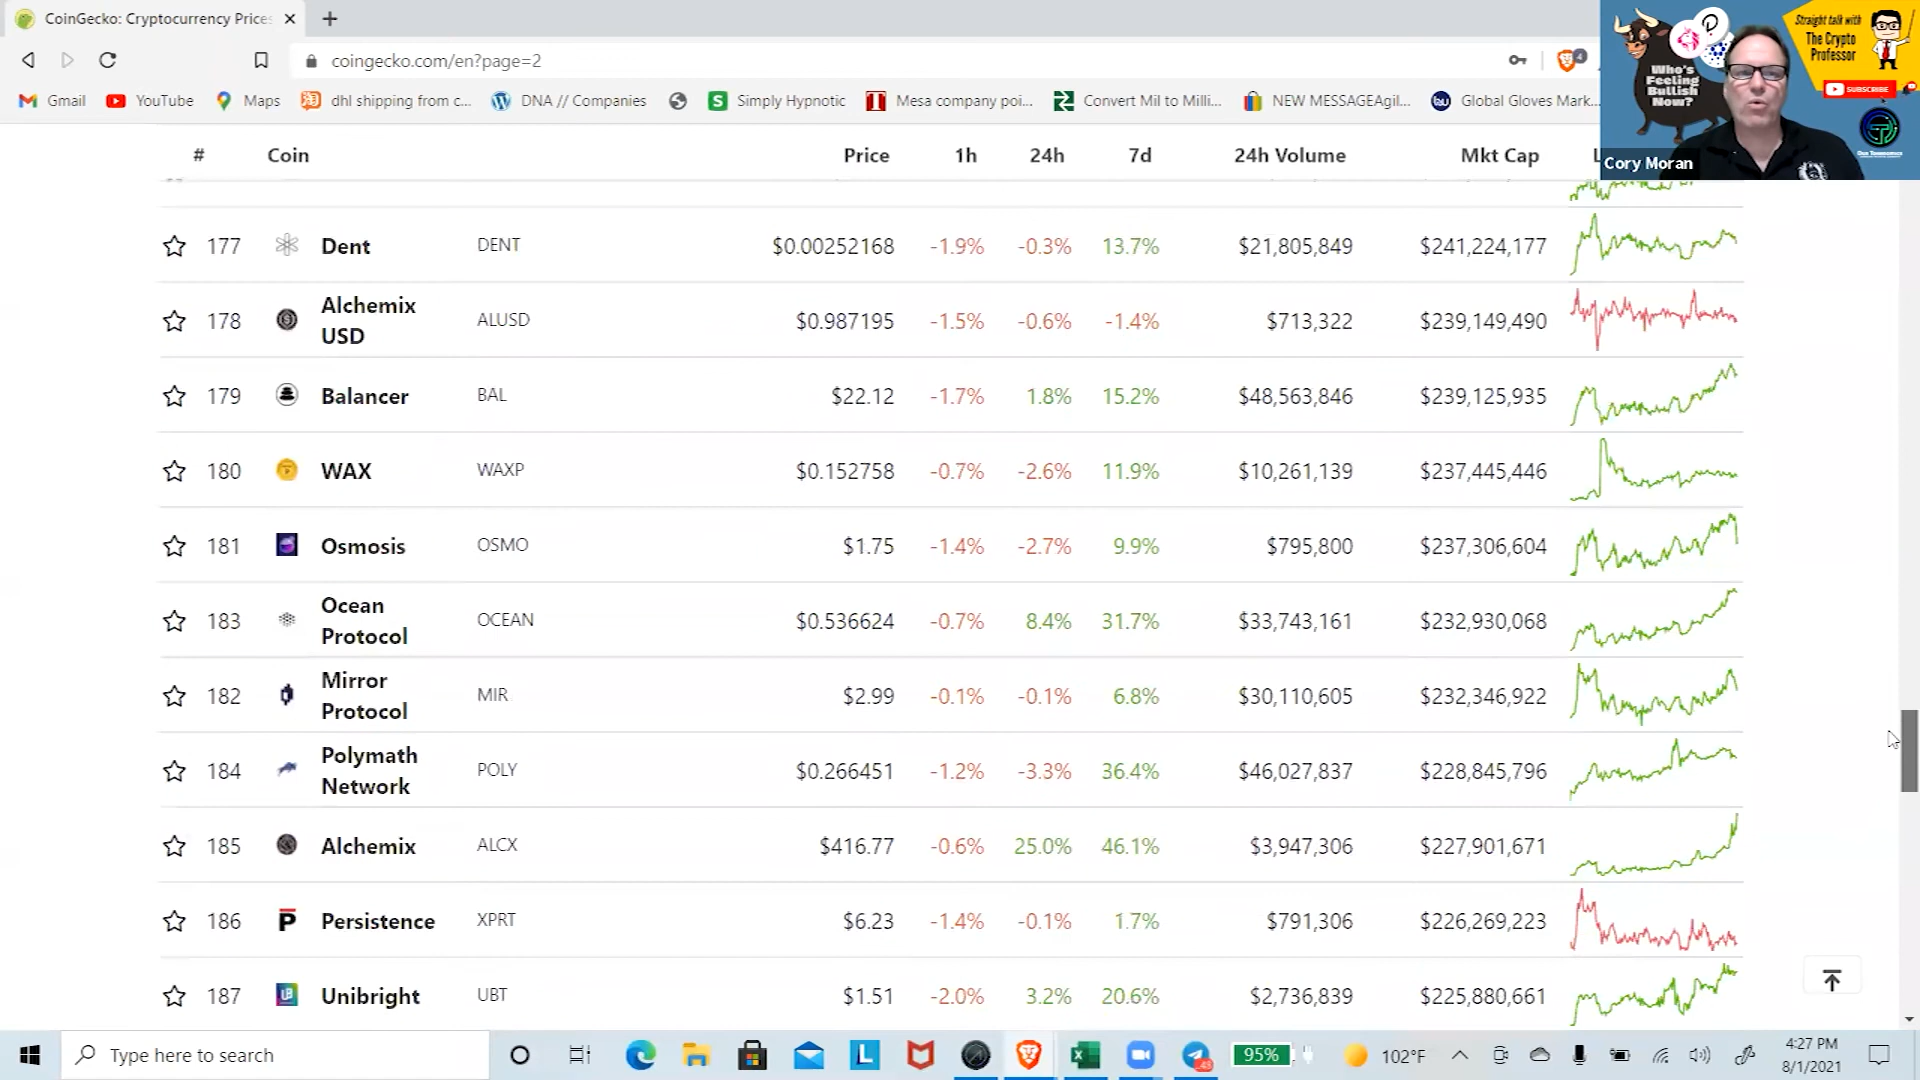 CoinGecko: Cryptocurrency Price
coingecko.com/en?page=2
4
Gmail YouTube Maps dhl shipping from c... DNA // Companies Simply Hypnotic Mesa company poi... Convert Mil to Milli... NEW MESSAGEAgil... Global Gloves Mark...
Who's
Feeling
Bullish
Now?
Straight talk with
The Crypto
Professor
SUBSCRIBE
Cory Moran
# Coin Price 1h 24h 7d 24h Volume Mkt Cap L
177 Dent DENT $0.00252168 -1.9% -0.3% 13.7% $21,805,849 $241,224,177
178 Alchemix USD ALUSD $0.987195 -1.5% -0.6% -1.4% $713,322 $239,149,490
179 Balancer BAL $22.12 -1.7% 1.8% 15.2% $48,563,846 $239,125,935
180 WAX WAXP $0.152758 -0.7% -2.6% 11.9% $10,261,139 $237,445,446
181 Osmosis OSMO $1.75 -1.4% -2.7% 9.9% $795,800 $237,306,604
183 Ocean Protocol OCEAN $0.536624 -0.7% 8.4% 31.7% $33,743,161 $232,930,068
182 Mirror Protocol MIR $2.99 -0.1% -0.1% 6.8% $30,110,605 $232,346,922
184 Polymath Network POLY $0.266451 -1.2% -3.3% 36.4% $46,027,837 $228,845,796
185 Alchemix ALCX $416.77 -0.6% 25.0% 46.1% $3,947,306 $227,901,671
186 Persistence XPRT $6.23 -1.4% -0.1% 1.7% $791,306 $226,269,223
187 Unibright UBT $1.51 -2.0% 3.2% 20.6% $2,736,839 $225,880,661
Type here to search
95%
102°F
4:27 PM
8/1/2021